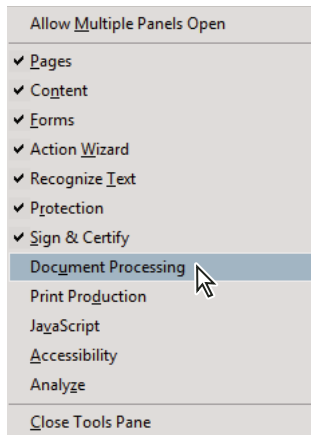 Allow Multiple Panels Open
Pages
Content
Forms
Action Wizard
Recognize Text
Protection
Sign & Certify
Document Processing
Print Production
JavaScript
Accessibility
Analyze
Close Tools Pane